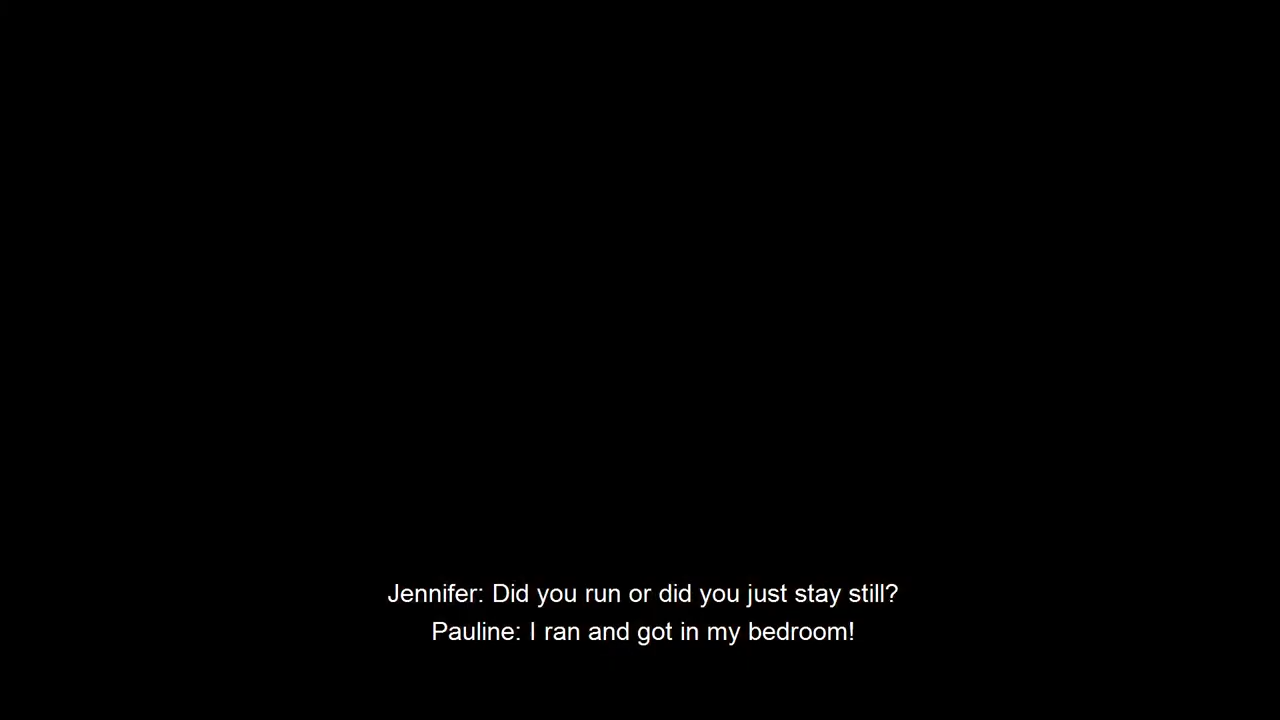 Jennifer: Did you run or did you just stay still?
Pauline: I ran and got in my bedroom!